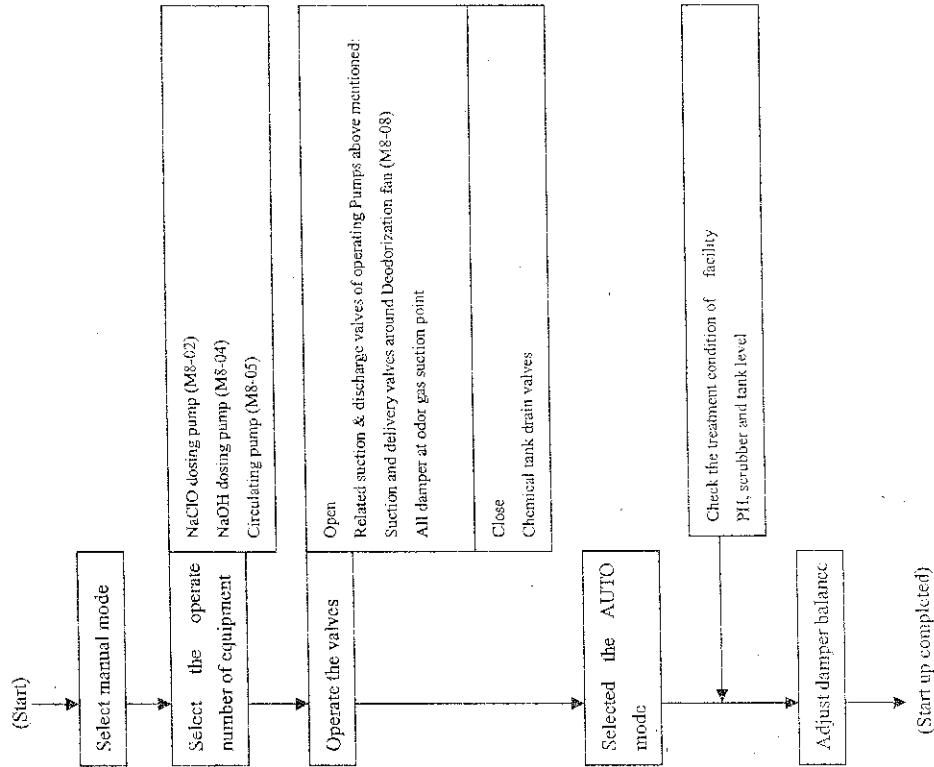 (Start)
Select manual mode
Select the operate
number of equipment
NaClO dosing pump (M8-02)
NaOH dosing pump (M8-04)
Circulating pump (M8-05)
Operate the valves
Open
Related suction & discharge valves of operating Pumps above mentioned:
Suction and delivery valves around Deodorization fan (M8-08)
All damper at odor gas suction point
Close
Chemical tank drain valves
Selected the AUTO
mode
Check the treatment condition of facility
PH, scrubber and tank level
Adjust damper balance
(Start up completed)